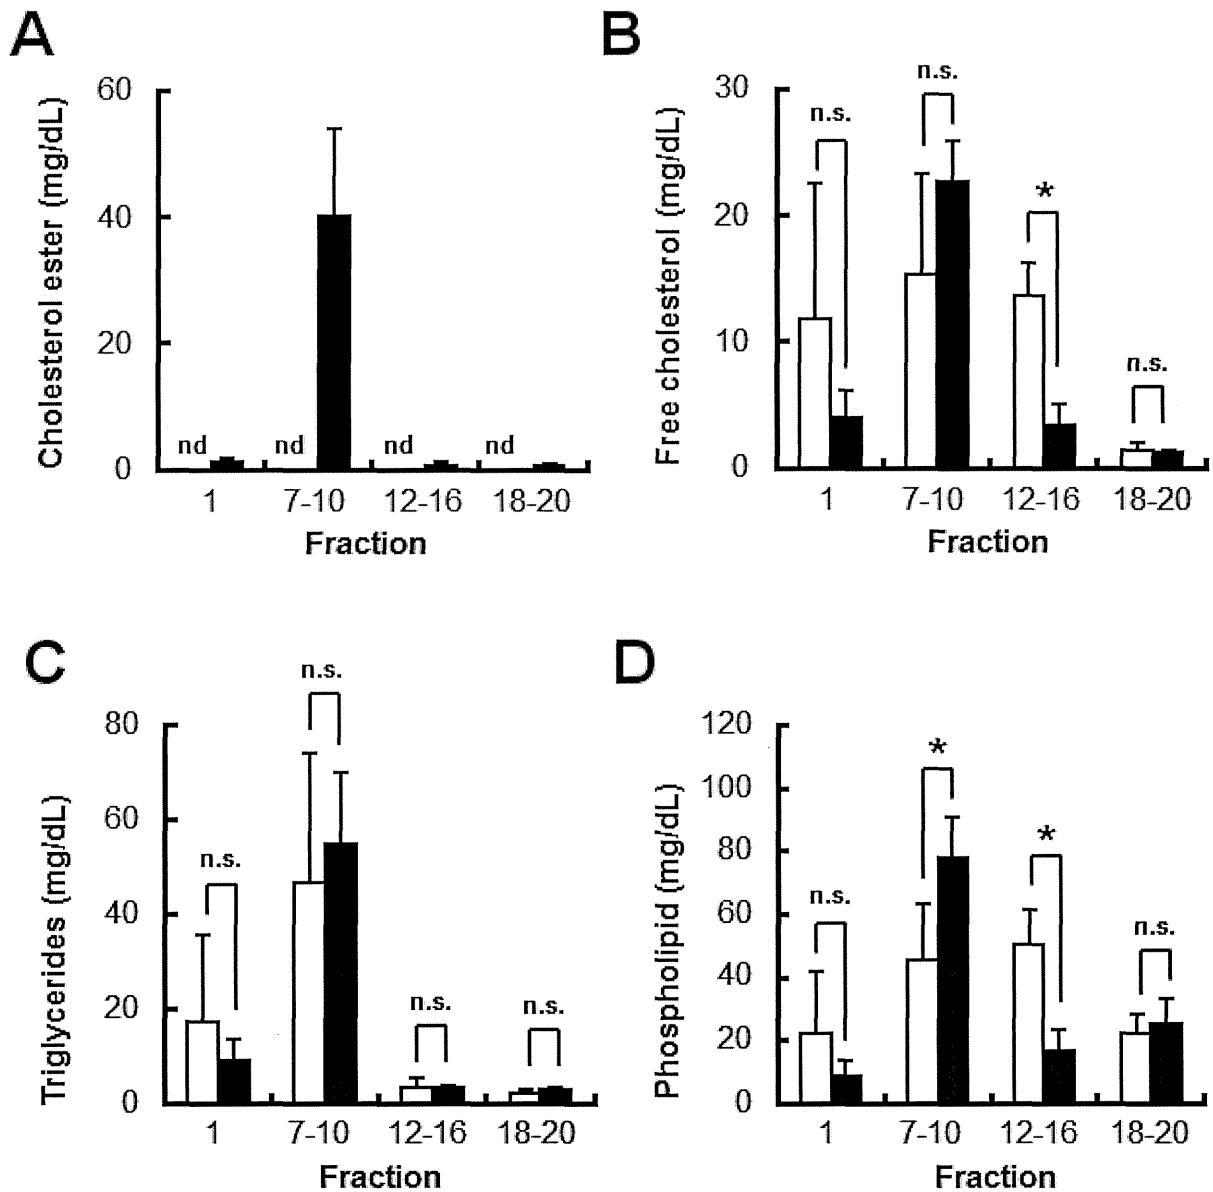 A
Cholesterol ester (mg/dL)
60
40
20
0
nd nd nd nd
1 7-10 12-16 18-20
Fraction
B
Free cholesterol (mg/dL)
30
20
10
0
n.s. n.s. * n.s.
1 7-10 12-16 18-20
Fraction
C
Triglycerides (mg/dL)
80
60
40
20
0
n.s. n.s. n.s. n.s.
1 7-10 12-16 18-20
Fraction
D
Phospholipid (mg/dL)
120
100
80
60
40
20
0
n.s. * * n.s.
1 7-10 12-16 18-20
Fraction